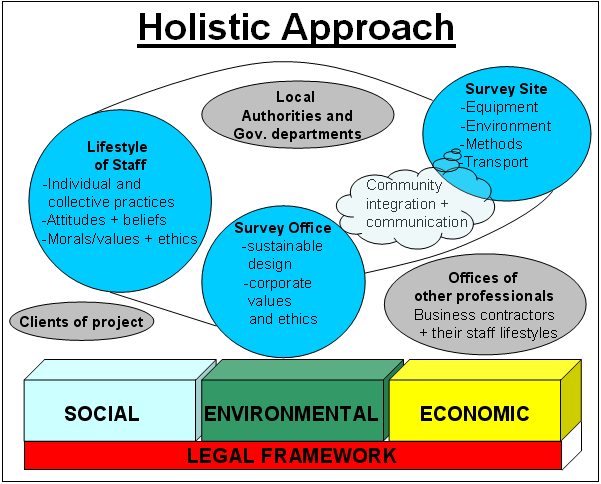 Holistic Approach
Local
Authorities and
Gov. departments
Survey Site
-Equipment
-Environment
-Methods
-Transport
Lifestyle
of Staff
-Individual and
collective practices
-Attitudes + beliefs
-Morals/values + ethics
Community
integration +
communication
Survey Office
-sustainable
design
-corporate
values
and ethics
Offices of
other professionals
Business contractors
+ their staff lifestyles
Clients of project
SOCIAL
ENVIRONMENTAL
ECONOMIC
LEGAL FRAMEWORK